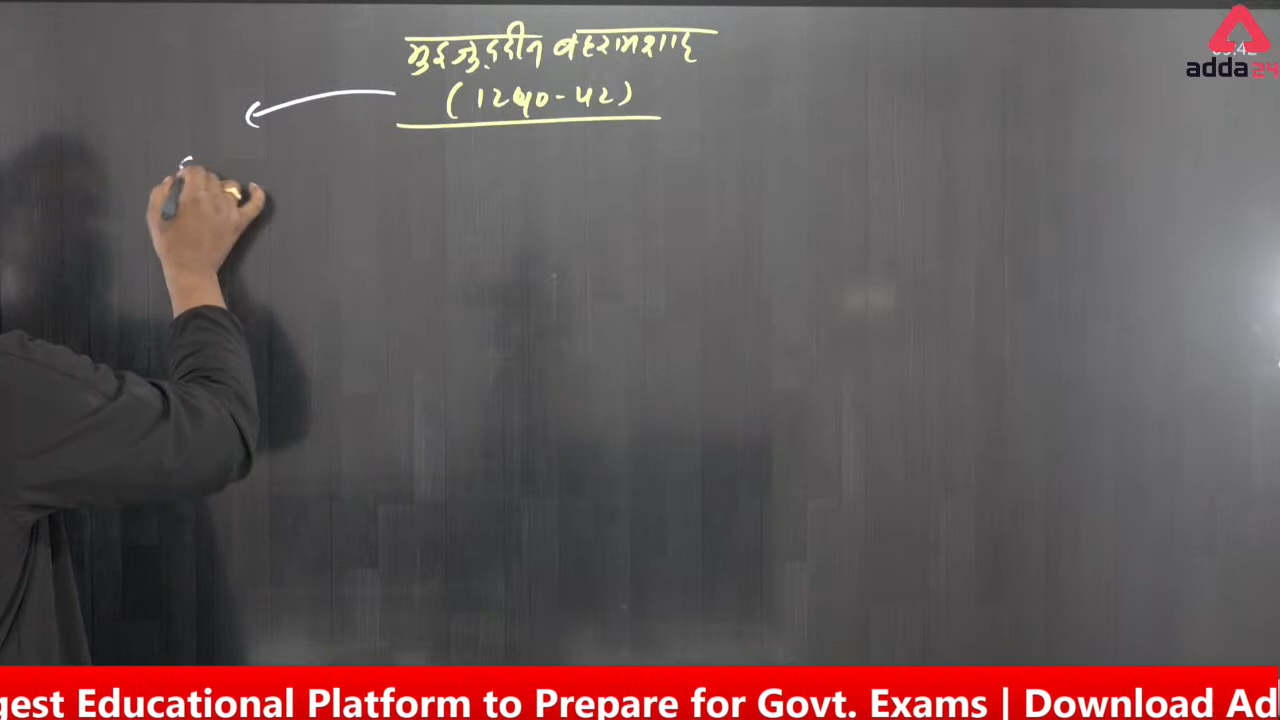 मुइजुद्दीन बहरामशाह
(1240-42)
adda 24
gest Educational Platform to Prepare for Govt. Exams | Download Ad